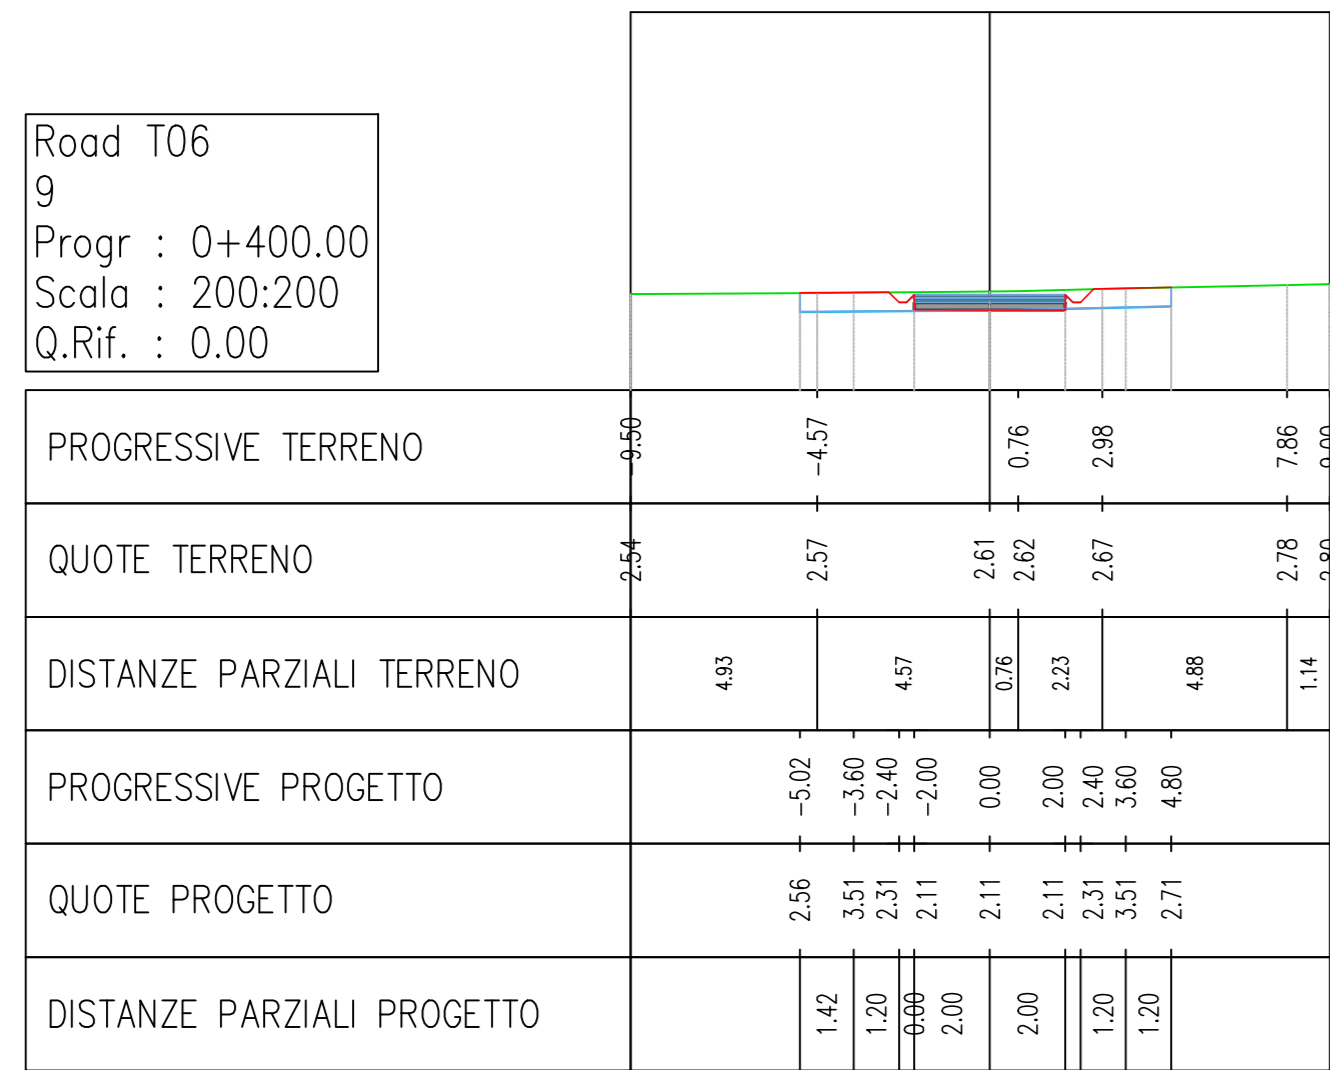 Road T06
9
Progr : 0+400.00
Scala : 200:200
Q.Rif. : 0.00
PROGRESSIVE TERRENO -9.50 -4.57 0.76 2.98 7.86 9.00
QUOTE TERRENO 2.54 2.57 2.61 2.62 2.67 2.78 2.80
DISTANZE PARZIALI TERRENO 4.93 4.57 0.76 2.23 4.88 1.14
PROGRESSIVE PROGETTO -5.02 -3.60 -2.40 -2.00 0.00 2.00 2.40 3.60 4.80
QUOTE PROGETTO 2.56 3.51 2.31 2.11 2.11 2.11 2.31 3.51 2.71
DISTANZE PARZIALI PROGETTO 1.42 1.20 0.00 2.00 2.00 1.20 1.20